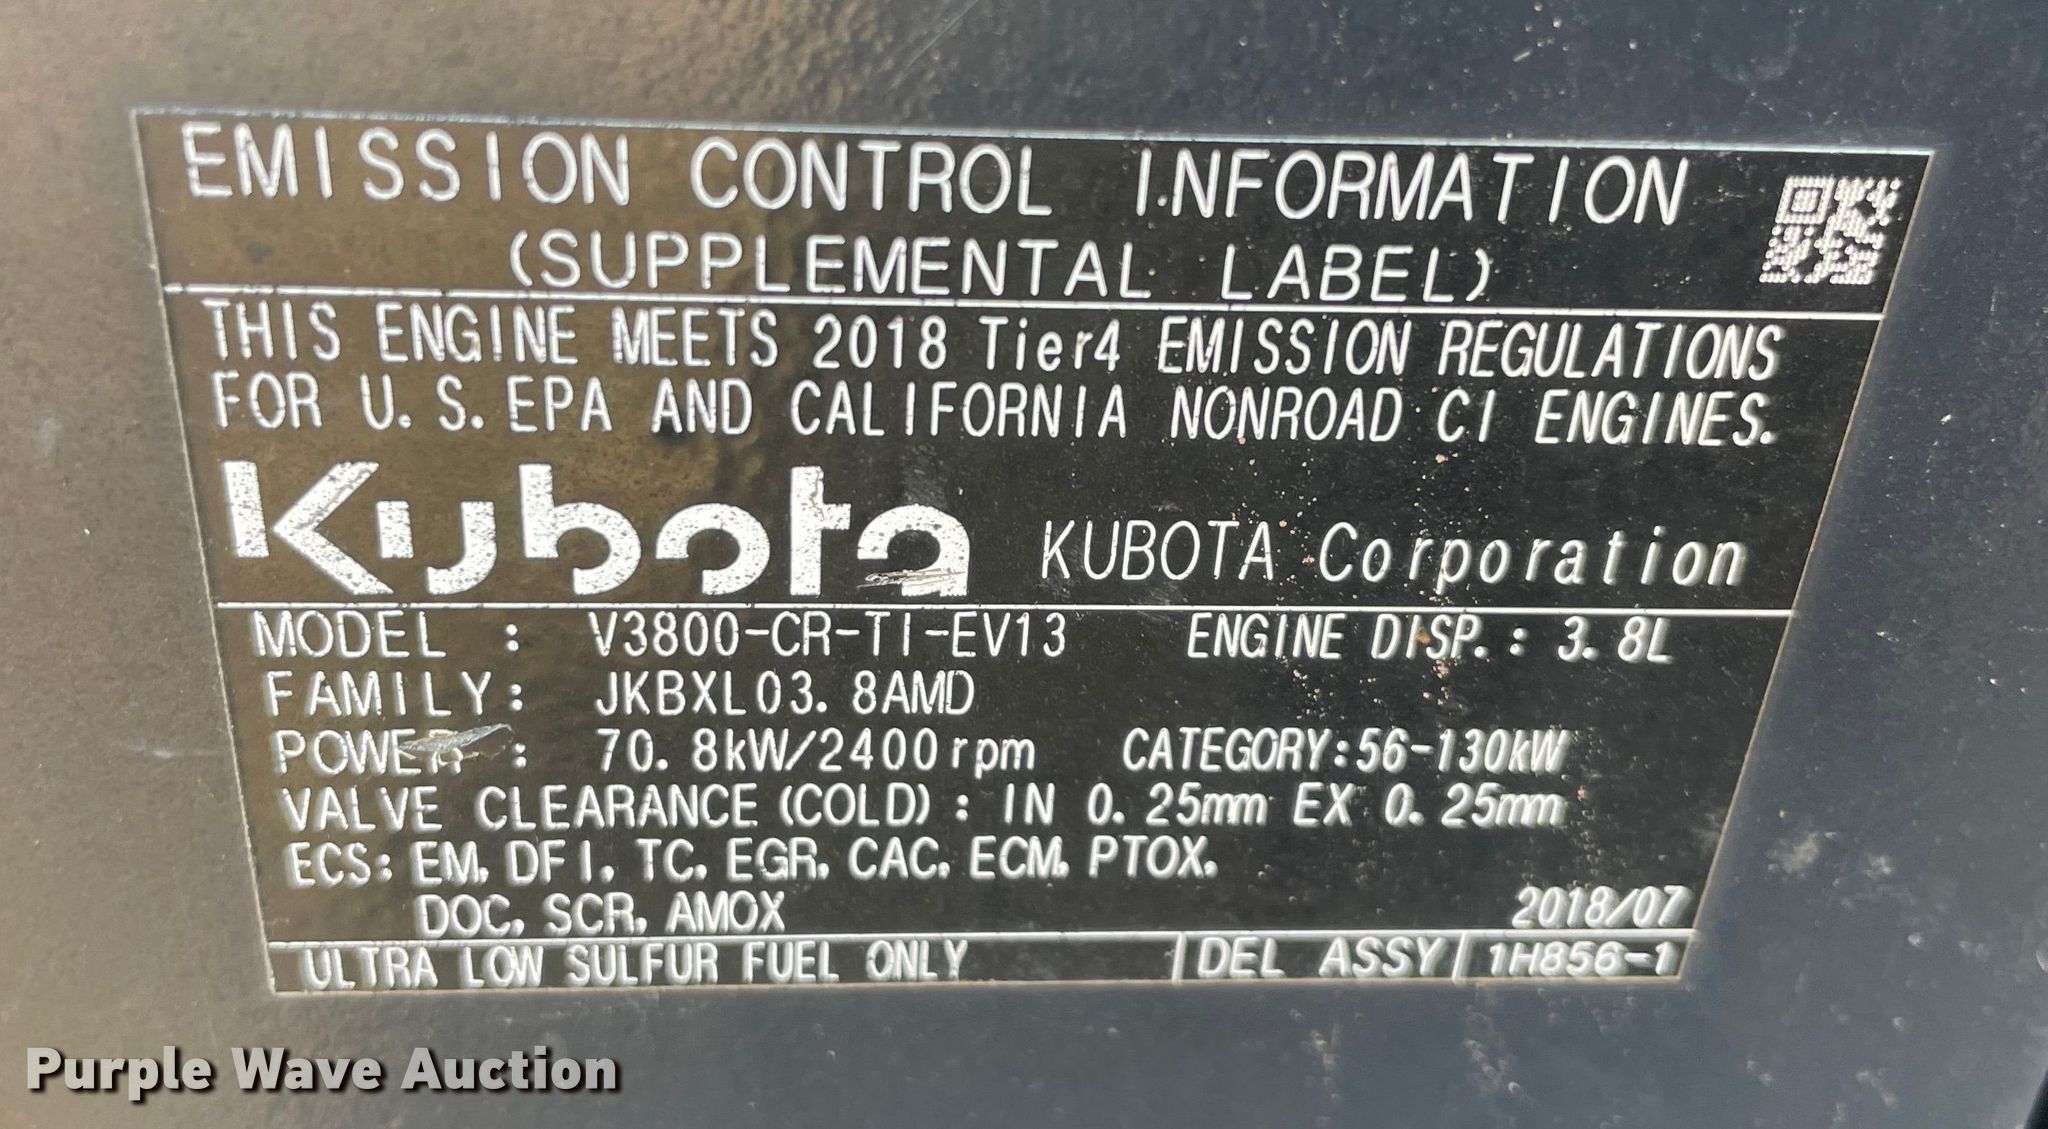 EMISSION CONTROL INFORMATION
(SUPPLEMENTAL LABEL)
THIS ENGINE MEETS 2018 Tier4 EMISSION REGULATIONS
FOR U.S.EPA AND CALIFORNIA NONROAD CI ENGINES.
Kubota KUBOTA Corporation
MODEL : V3800-CR-TI-EV13 ENGINE DISP.: 3.8L
FAMILY: JKBXL03.8AMD
POWER : 70.8kW/2400rpm CATEGORY:56-130kW
VALVE CLEARANCE(COLD): IN 0.25mm EX 0.25mm
ECS: EM, DFI, TC, EGR, CAC, ECM, PTOX,
DOC, SCR, AMOX 2018/07
ULTRA LOW SULFUR FUEL ONLY DEL ASSY 1H856-1
Purple Wave Auction